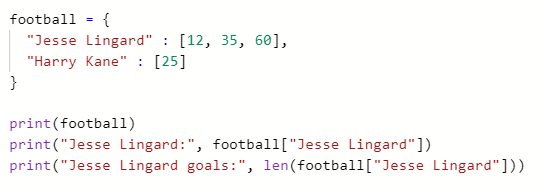 football = {
  "Jesse Lingard" : [12, 35, 60],
  "Harry Kane" : [25]
}

print(football)
print("Jesse Lingard:", football["Jesse Lingard"])
print("Jesse Lingard goals:", len(football["Jesse Lingard"]))